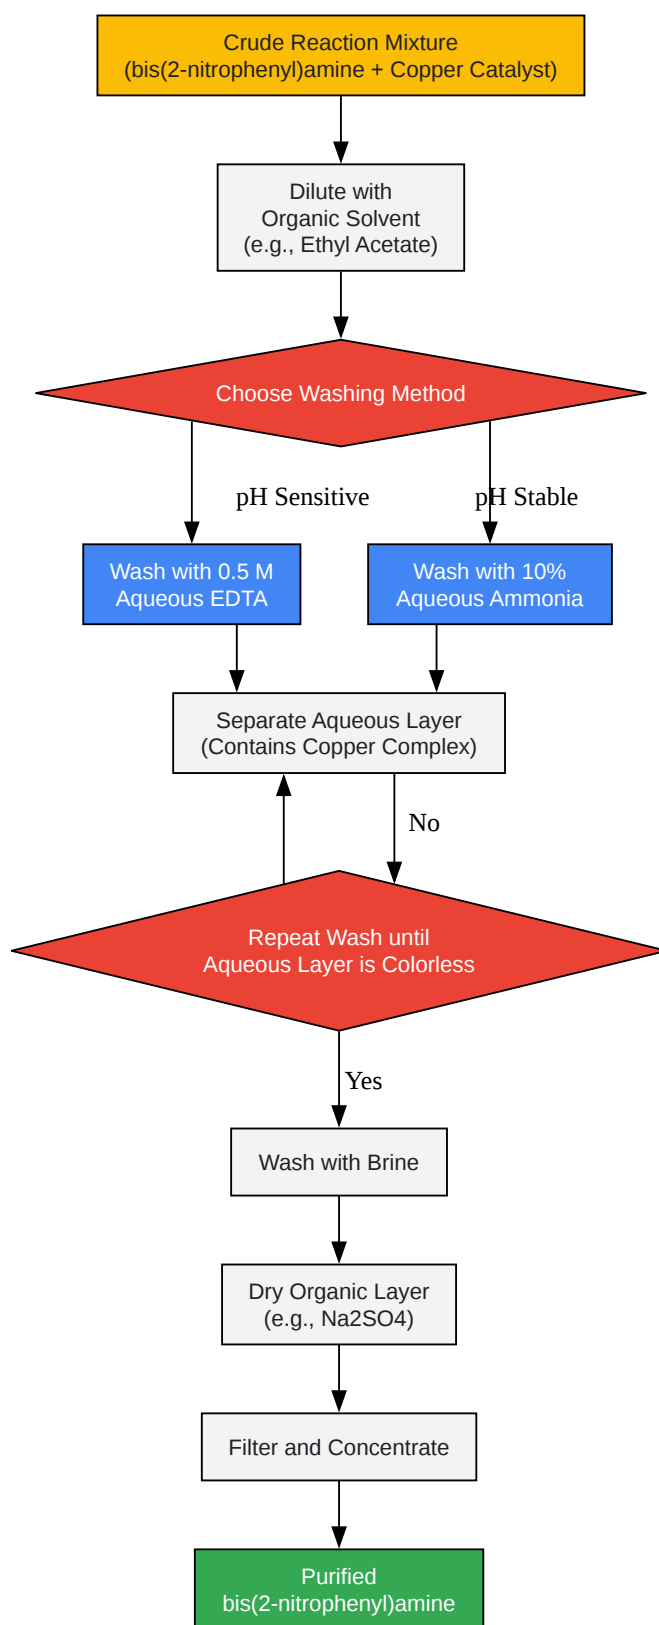 Crude Reaction Mixture
(bis(2-nitrophenyl)amine + Copper Catalyst)
Dilute with
Organic Solvent
(e.g., Ethyl Acetate)
Choose Washing Method
pH Sensitive
pH Stable
Wash with 0.5 M
Aqueous EDTA
Wash with 10%
Aqueous Ammonia
Separate Aqueous Layer
(Contains Copper Complex)
No
Repeat Wash until
Aqueous Layer is Colorless
Yes
Wash with Brine
Dry Organic Layer
(e.g., Na2SO4)
Filter and Concentrate
Purified
bis(2-nitrophenyl)amine